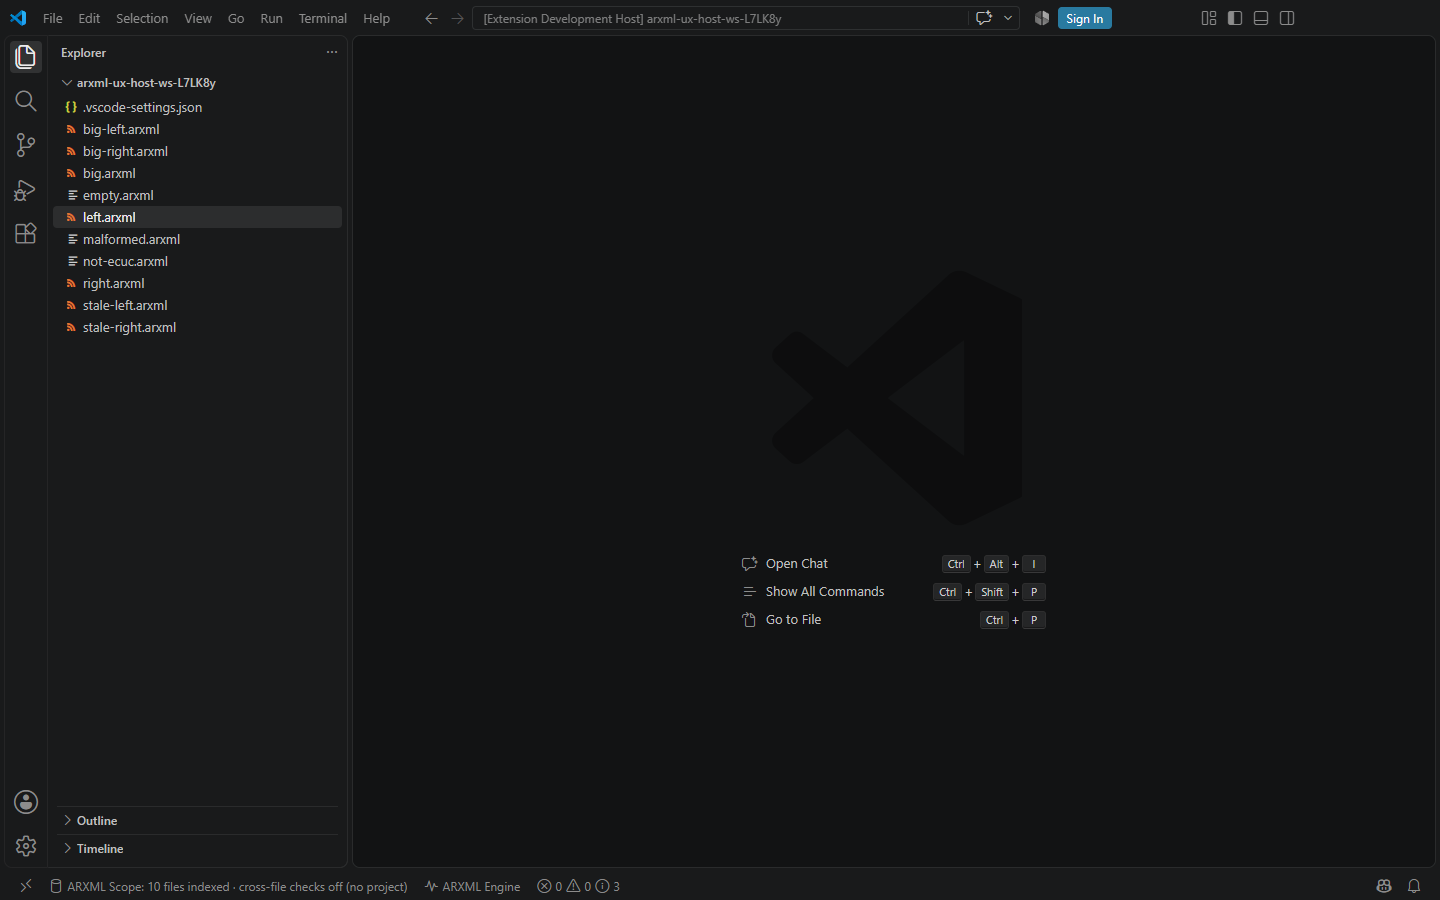 File Edit Selection View Go Run Terminal Help
[Extension Development Host] arxml-ux-host-ws-L7LK8y
Sign In
Explorer
arxml-ux-host-ws-L7LK8y
{} .vscode-settings.json
big-left.arxml
big-right.arxml
big.arxml
empty.arxml
left.arxml
malformed.arxml
not-ecuc.arxml
right.arxml
stale-left.arxml
stale-right.arxml
Open Chat Ctrl + Alt + I
Show All Commands Ctrl + Shift + P
Go to File Ctrl + P
Outline
Timeline
ARXML Scope: 10 files indexed · cross-file checks off (no project) ARXML Engine 0 0 3